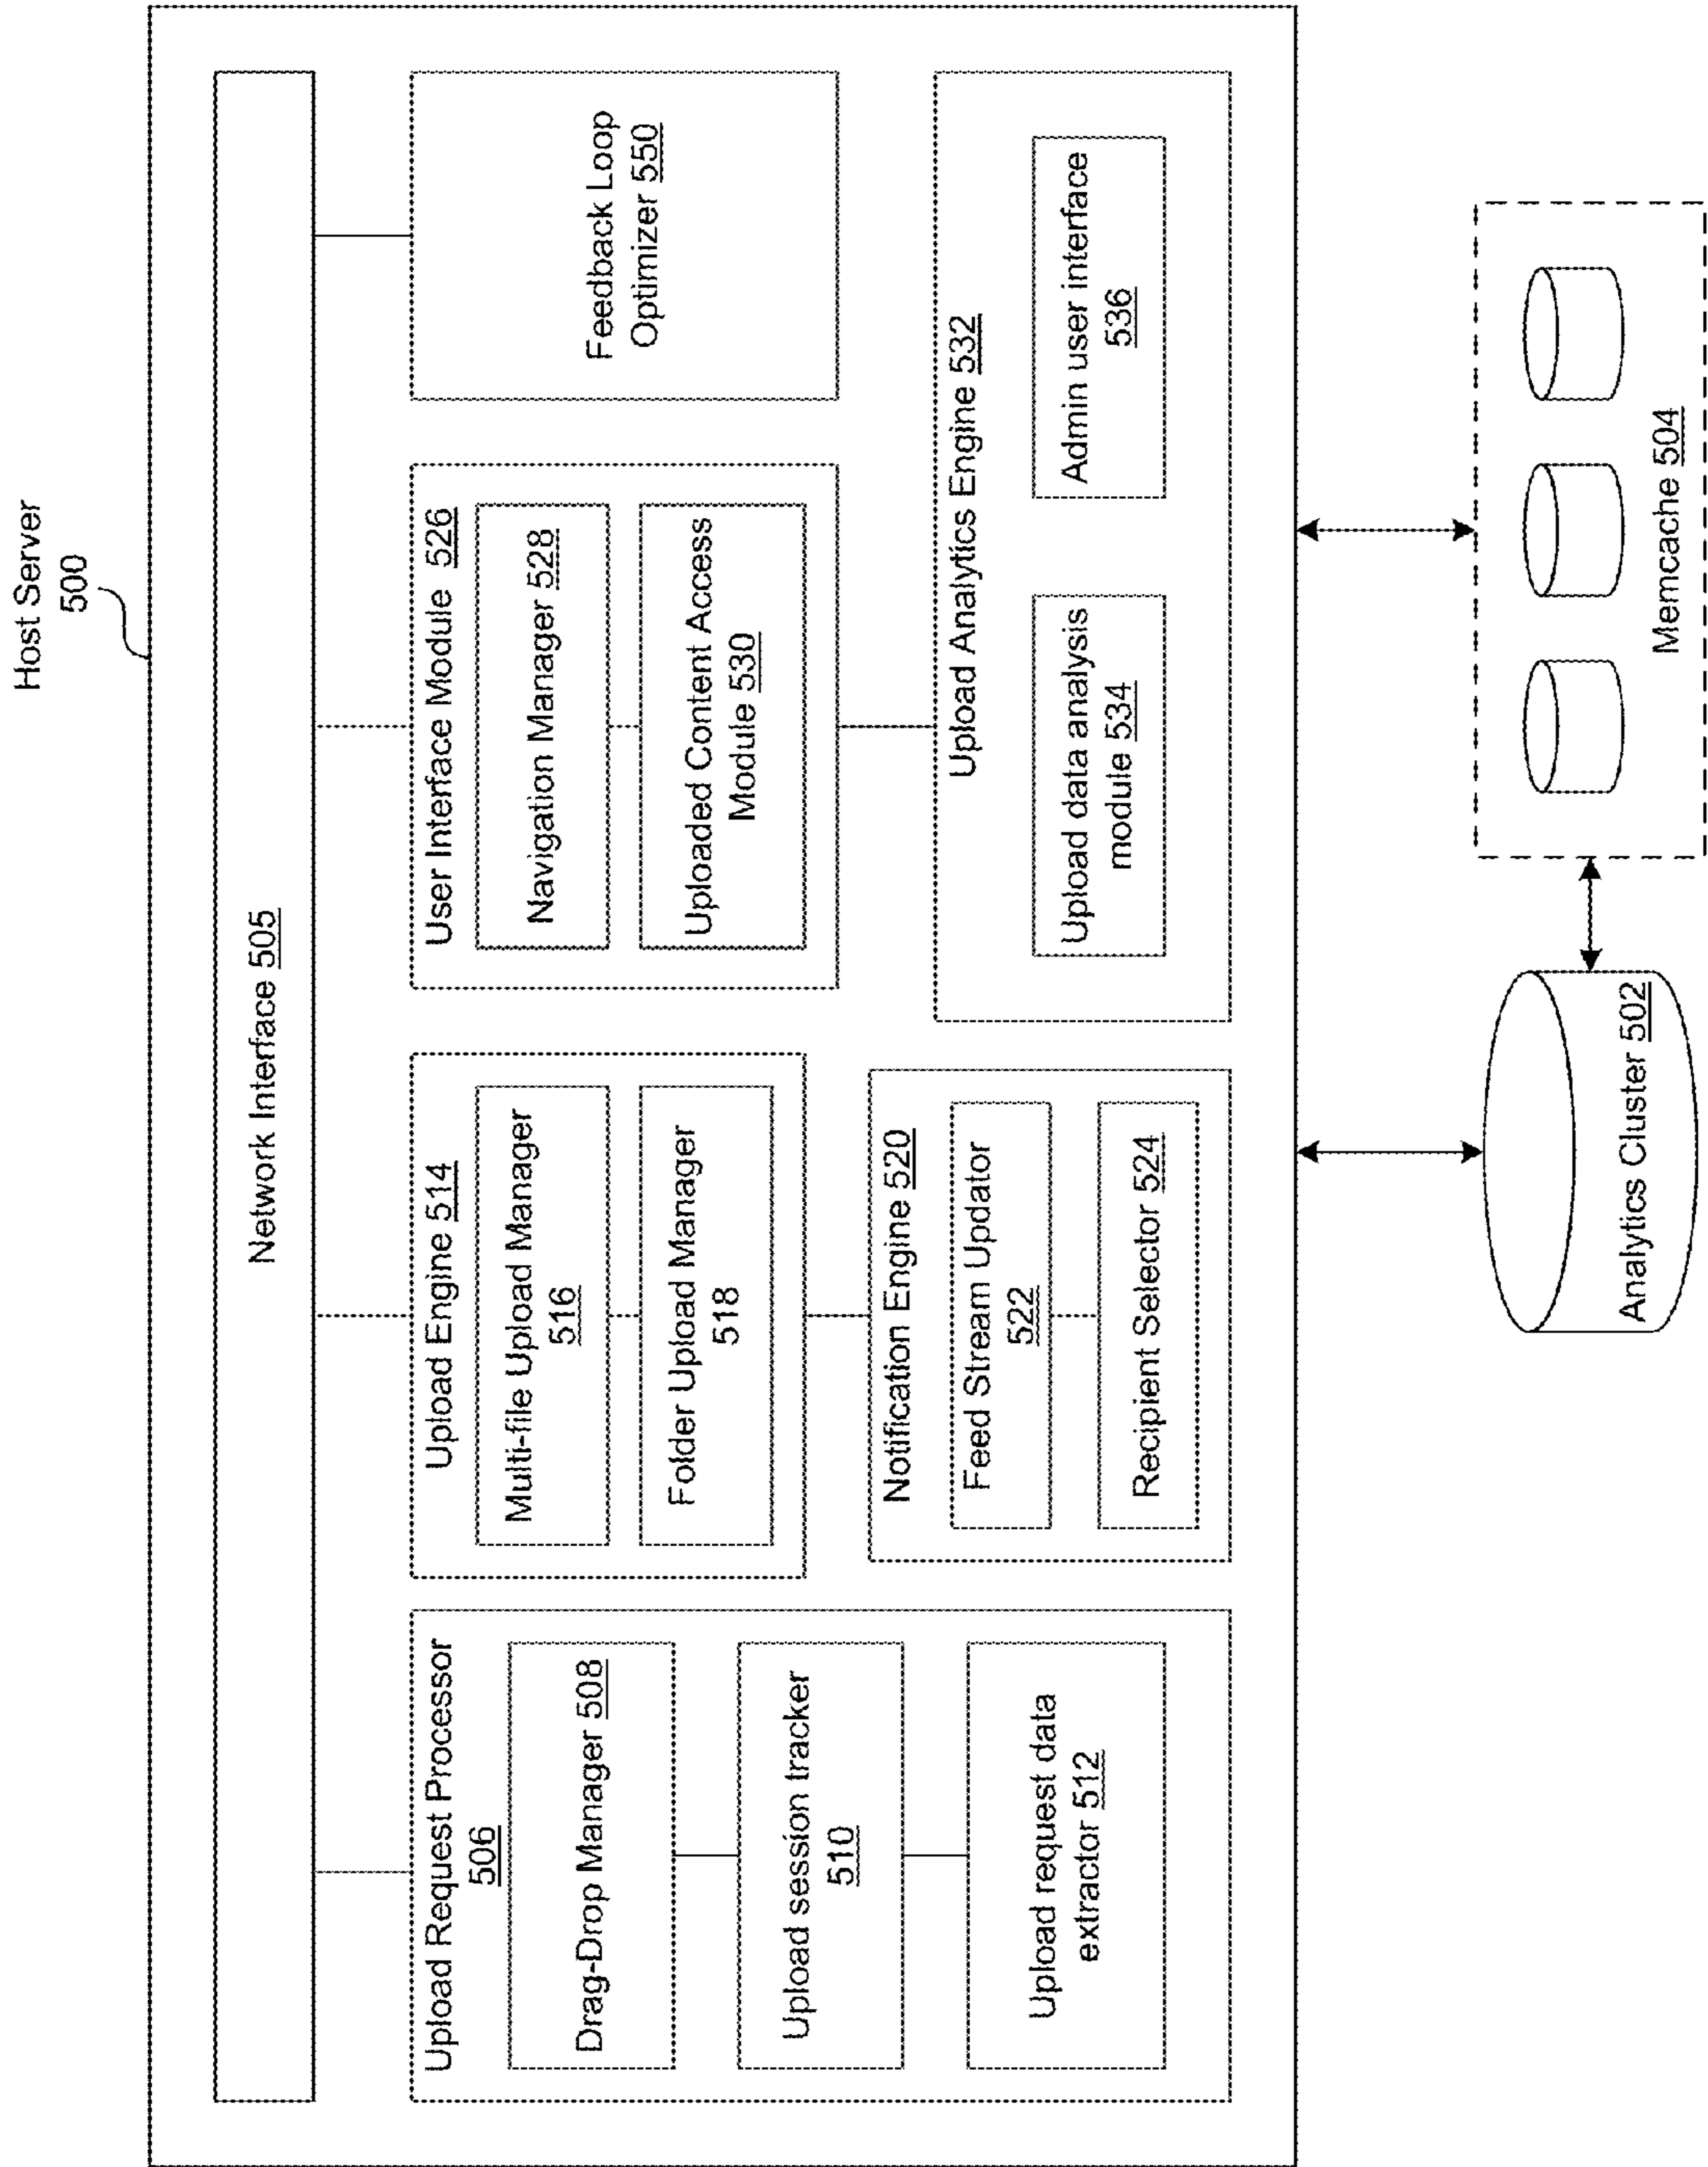 Host Server
500
Network Interface 505
Upload Request Processor
506
Drag-Drop Manager 508
Upload session tracker
510
Upload request data
extractor 512
Upload Engine 514
Multi-file Upload Manager
516
Folder Upload Manager
518
Notification Engine 520
Feed Stream Updator
522
Recipient Selector 524
User Interface Module 526
Navigation Manager 528
Uploaded Content Access
Module 530
Feedback Loop
Optimizer 550
Upload Analytics Engine 532
Upload data analysis
module 534
Admin user interface
536
Analytics Cluster 502
Memcache 504